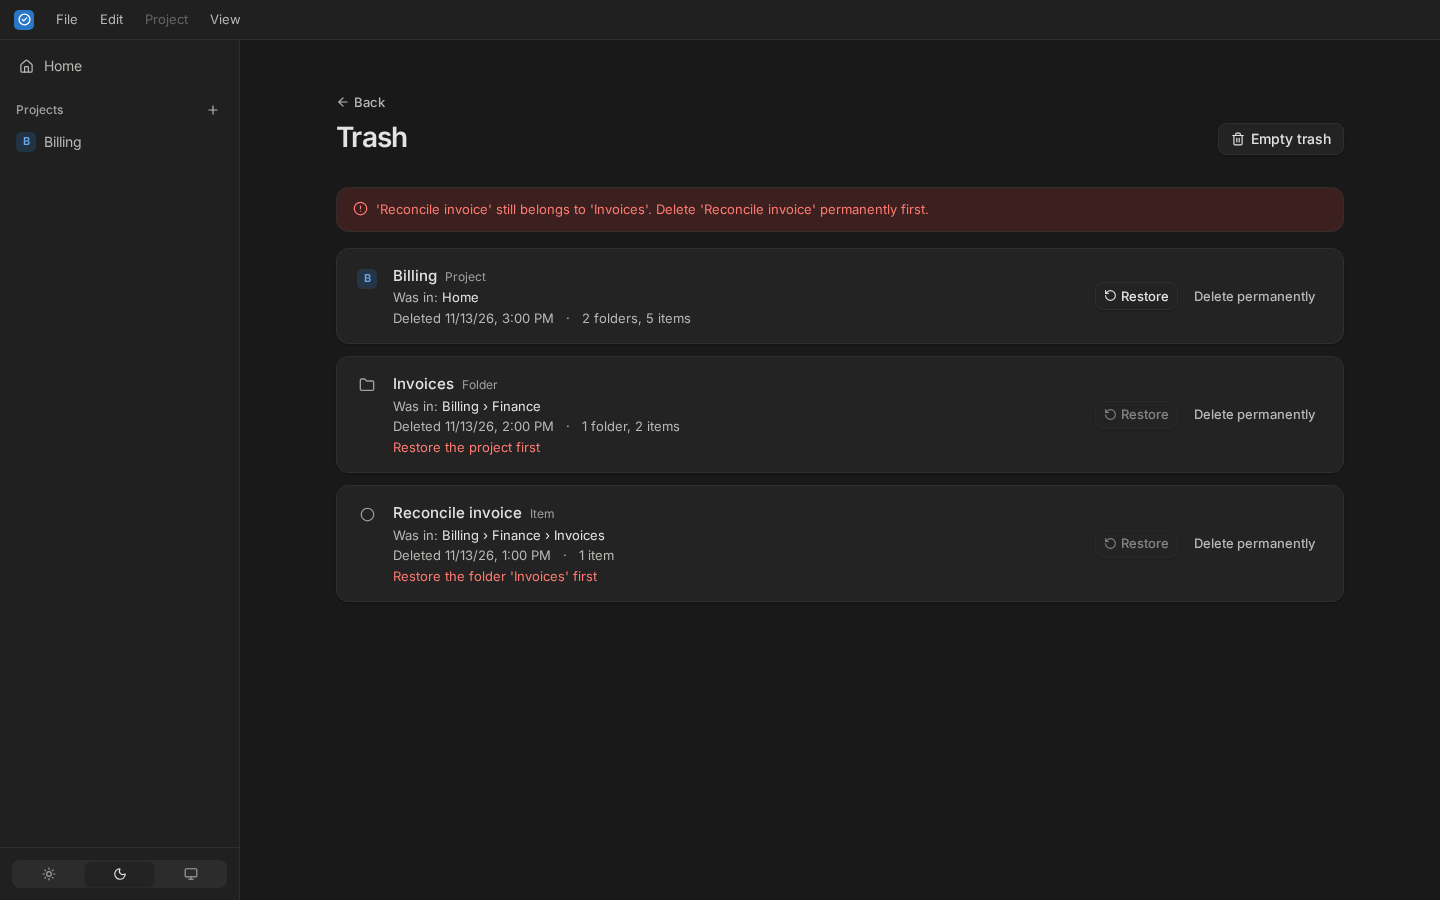 File Edit Project View
Home
Projects
B Billing
Back
Trash
Empty trash
'Reconcile invoice' still belongs to 'Invoices'. Delete 'Reconcile invoice' permanently first.
B Billing Project
Was in: Home
Deleted 11/13/26, 3:00 PM · 2 folders, 5 items
Restore Delete permanently
Invoices Folder
Was in: Billing › Finance
Deleted 11/13/26, 2:00 PM · 1 folder, 2 items
Restore the project first
Restore Delete permanently
Reconcile invoice Item
Was in: Billing › Finance › Invoices
Deleted 11/13/26, 1:00 PM · 1 item
Restore the folder 'Invoices' first
Restore Delete permanently